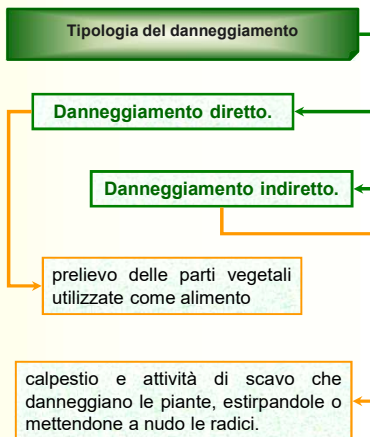 Tipologia del danneggiamento
Danneggiamento diretto.
Danneggiamento indiretto.
prelievo delle parti vegetali
utilizzate come alimento
calpestio e attività di scavo che
danneggiano le piante, estirpandole o
mettendone a nudo le radici.